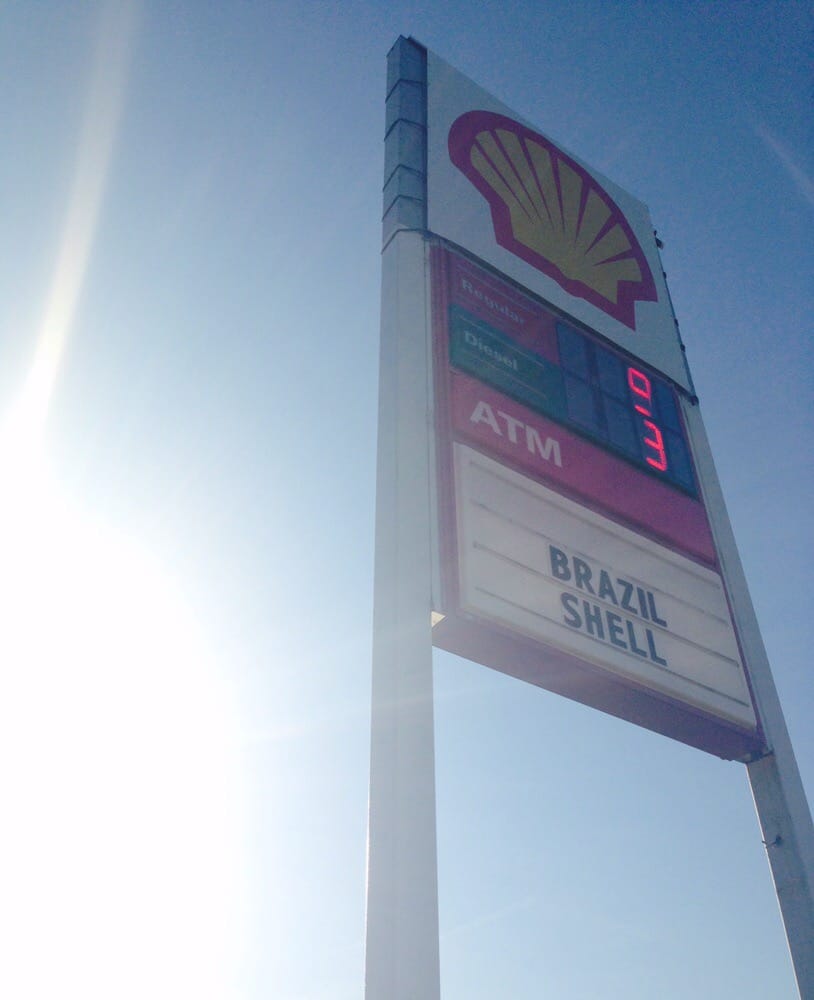 Regular
Diesel
ATM
BRAZIL
SHELL